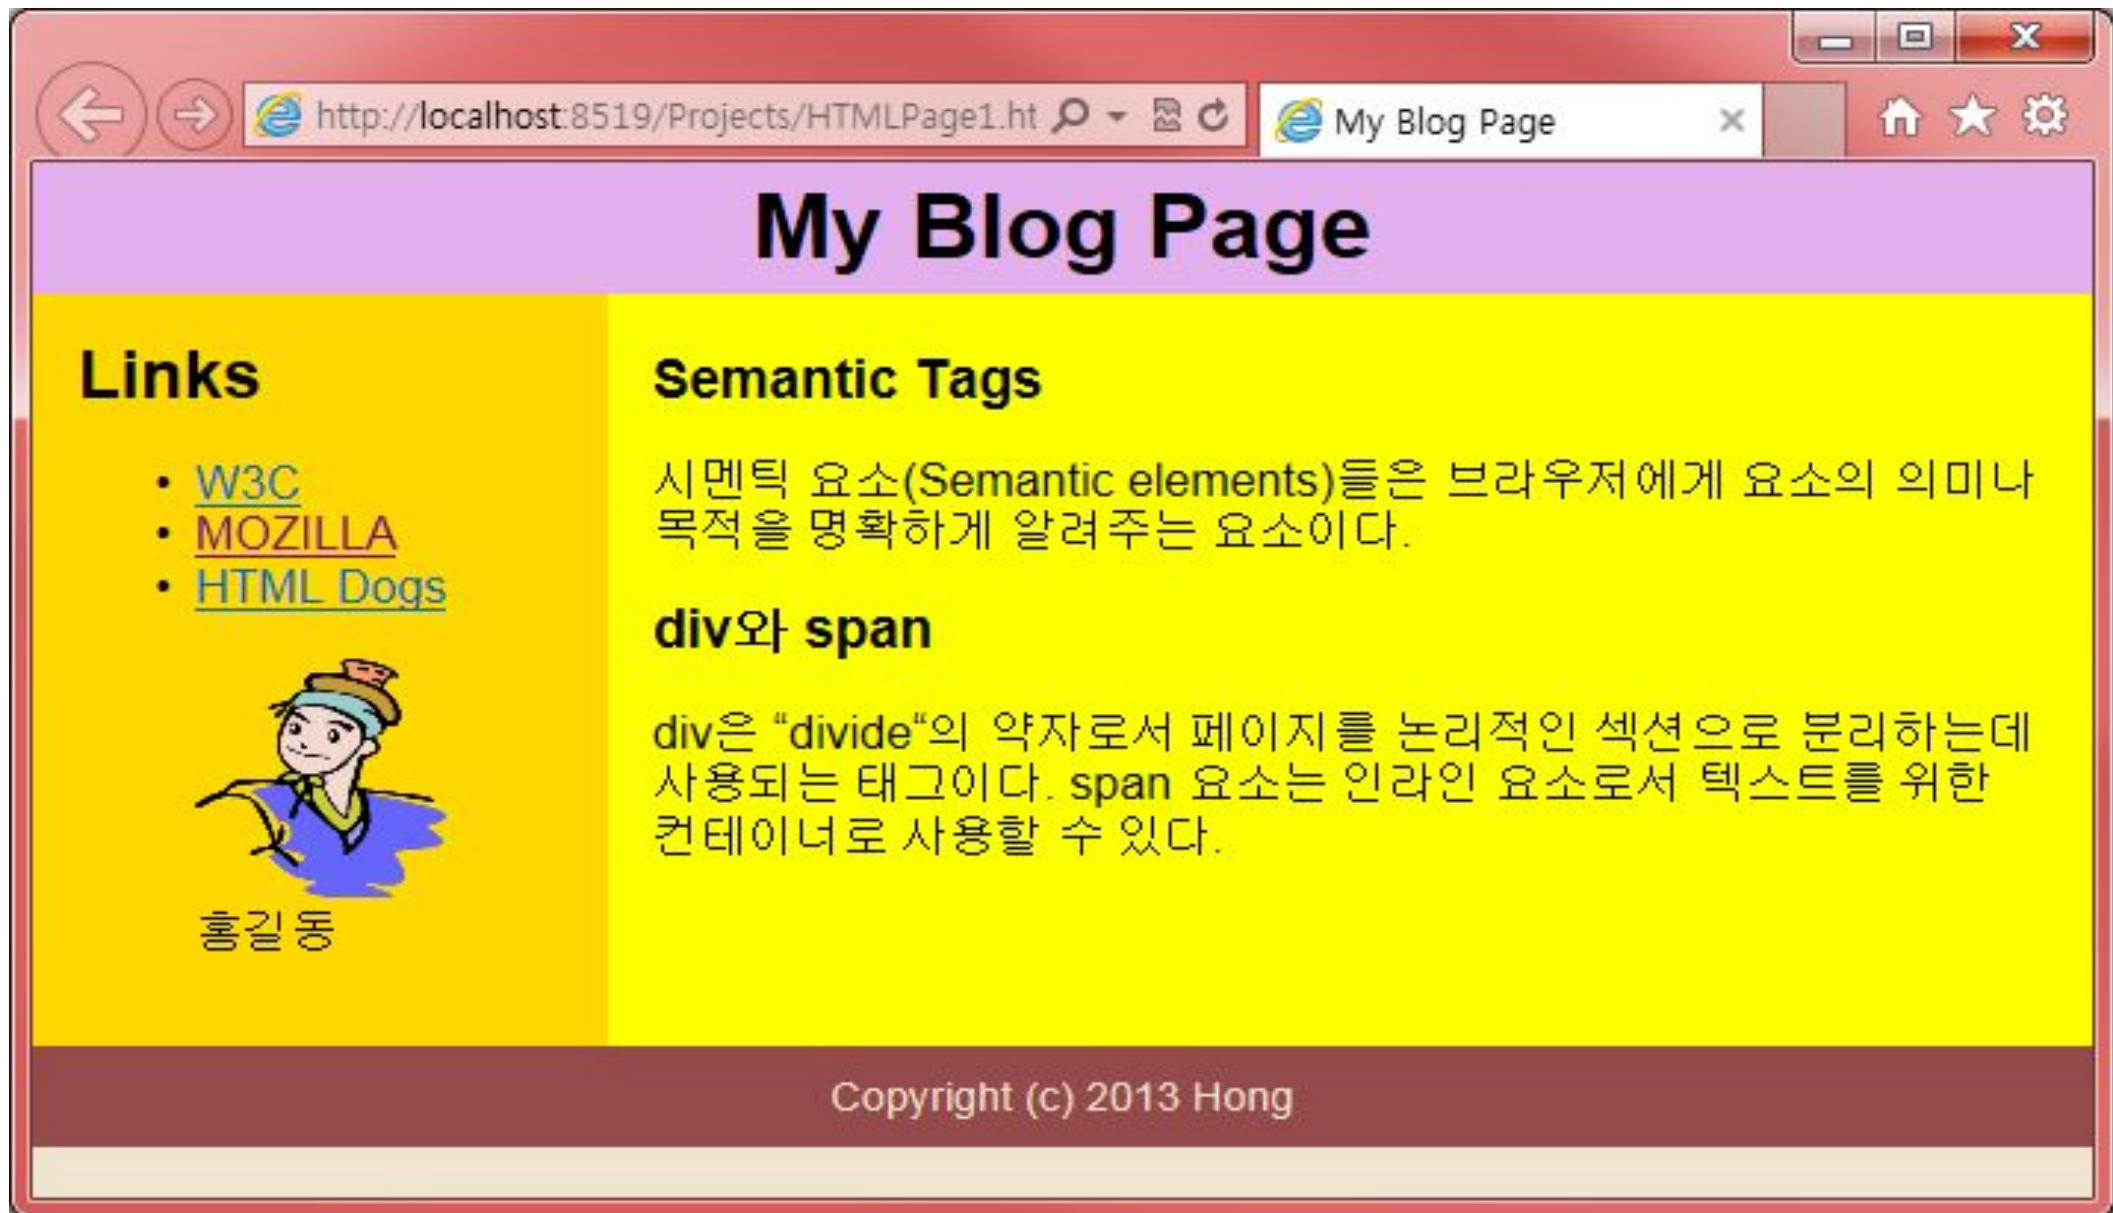 http://localhost:8519/Projects/HTMLPage1.ht
My Blog Page
My Blog Page
Links
• W3C
• MOZILLA
• HTML Dogs
홍길동
Semantic Tags
시멘틱 요소(Semantic elements)들은 브라우저에게 요소의 의미나
목적을 명확하게 알려주는 요소이다.
div와 span
div은 “divide“의 약자로서 페이지를 논리적인 섹션으로 분리하는데
사용되는 태그이다. span 요소는 인라인 요소로서 텍스트를 위한
컨테이너로 사용할 수 있다.
Copyright (c) 2013 Hong